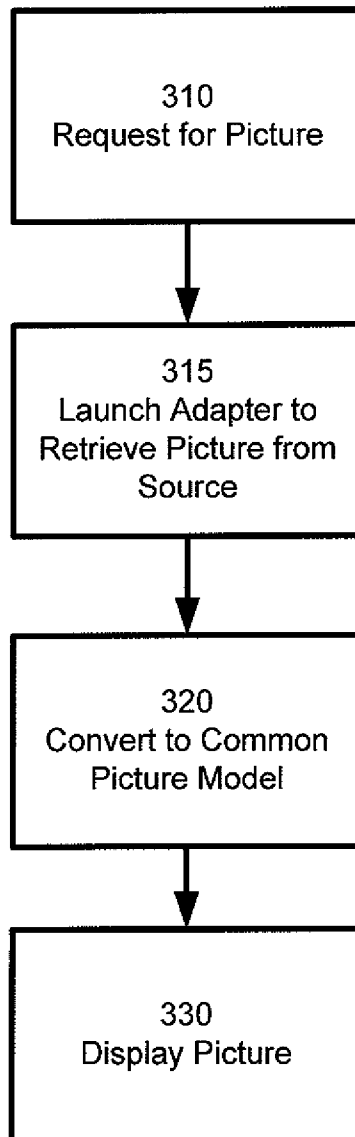 310
Request for Picture
315
Launch Adapter to
Retrieve Picture from
Source
320
Convert to Common
Picture Model
330
Display Picture